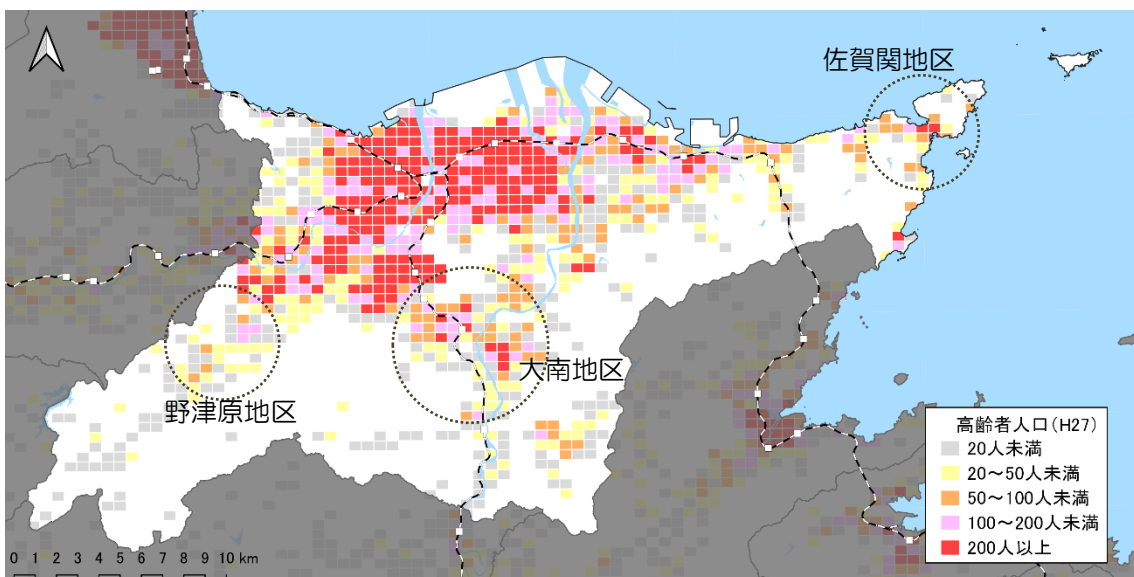 佐賀関地区
大南地区
野津原地区
高齢者人口(H27)
20人未満
20~50人未満
50~100人未満
100~200人未満
200人以上
0 1 2 3 4 5 6 7 8 9 10 km